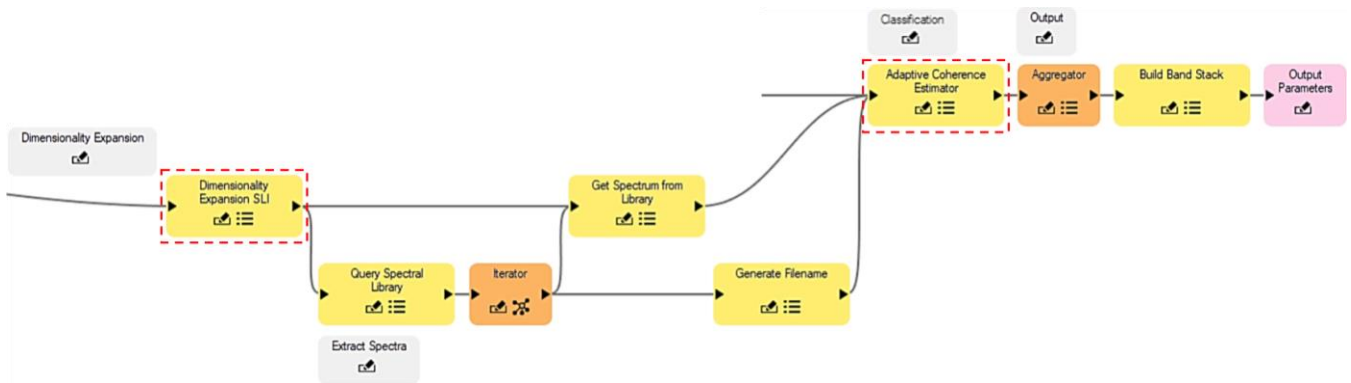 Classification
Output
Adaptive Coherence
Estimator
Aggregator
Build Band Stack
Output
Parameters
Dimensionality Expansion
Dimensionality
Expansion SLI
Get Spectrum from
Library
Query Spectral
Library
Iterator
Generate Filename
Extract Spectra